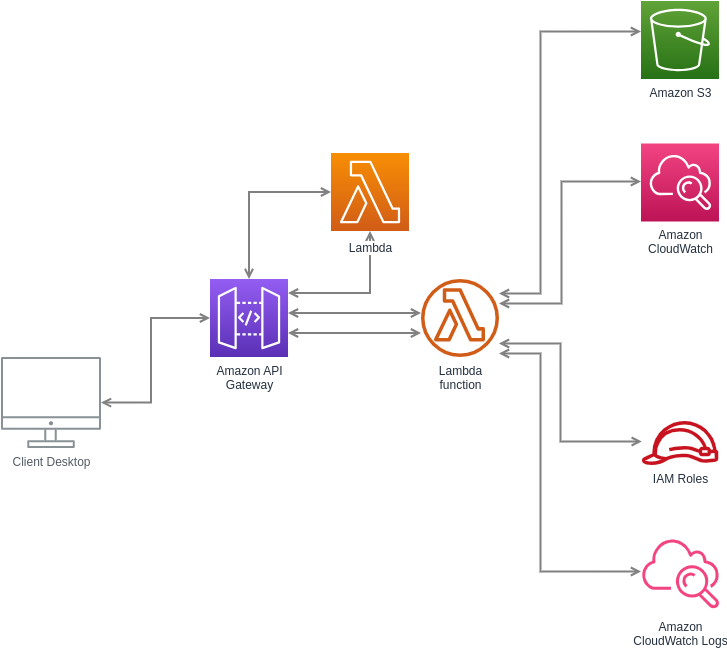 Amazon S3
Amazon
CloudWatch
Lambda
Amazon API
Gateway
Lambda
function
Client Desktop
IAM Roles
Amazon
CloudWatch Logs